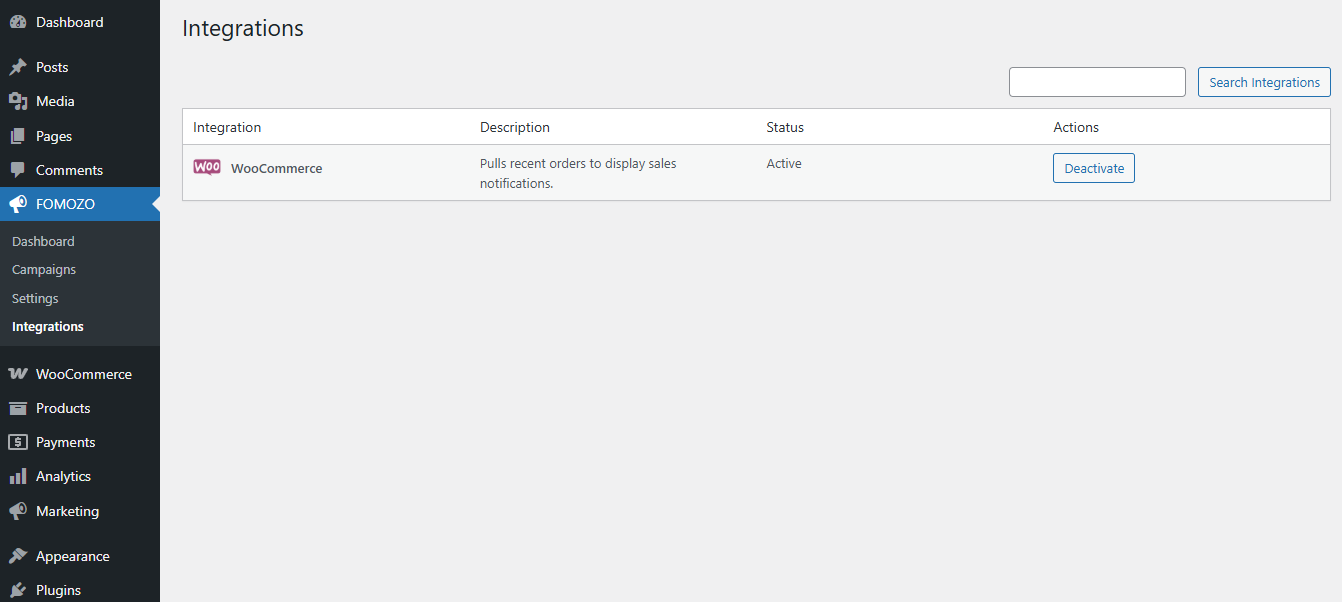 Dashboard
Posts
Media
Pages
Comments
FOMOZO
Dashboard
Campaigns
Settings
Integrations
WooCommerce
Products
Payments
Analytics
Marketing
Appearance
Plugins
Integrations
Search Integrations
Integration Description Status Actions
Woo WooCommerce Pulls recent orders to display sales Active Deactivate
notifications.